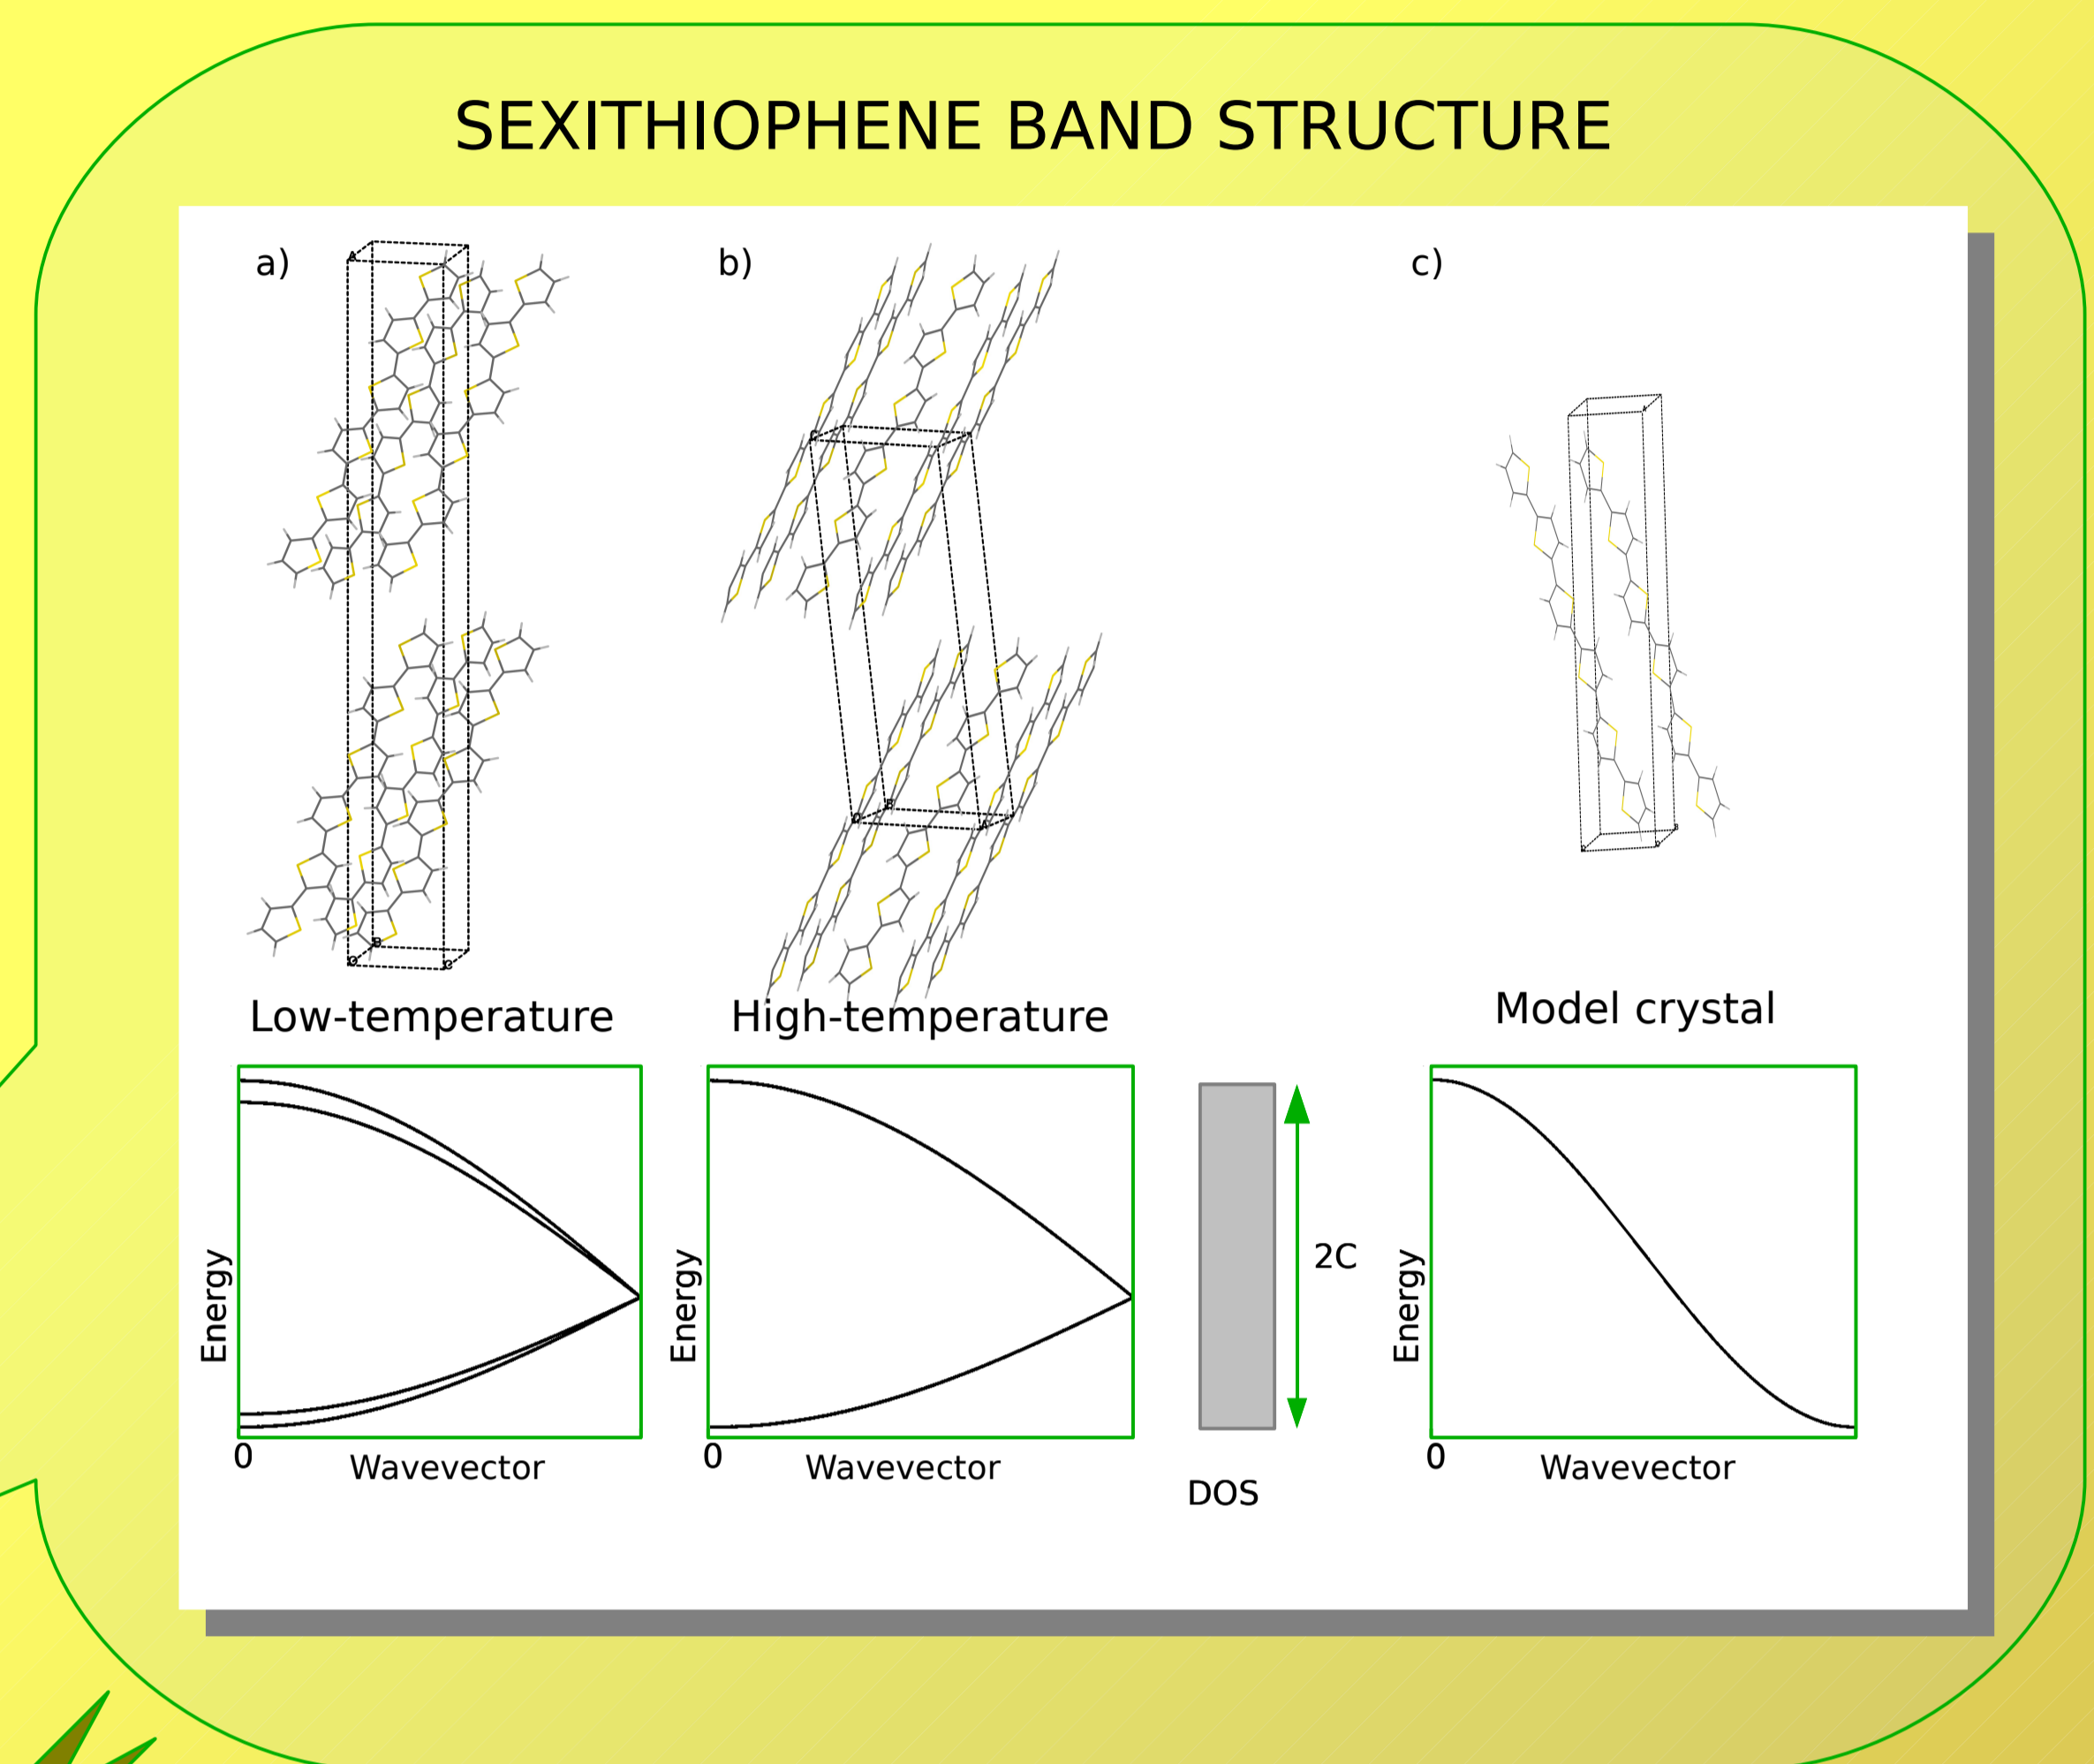 SEXITHIOPHENE BAND STRUCTURE
a)
b)
c)
A
B
O
C
C
B
O
A
A
B
O
Low-temperature
High-temperature
Model crystal
Energy
0
Wavevector
Energy
0
Wavevector
2C
DOS
Energy
0
Wavevector